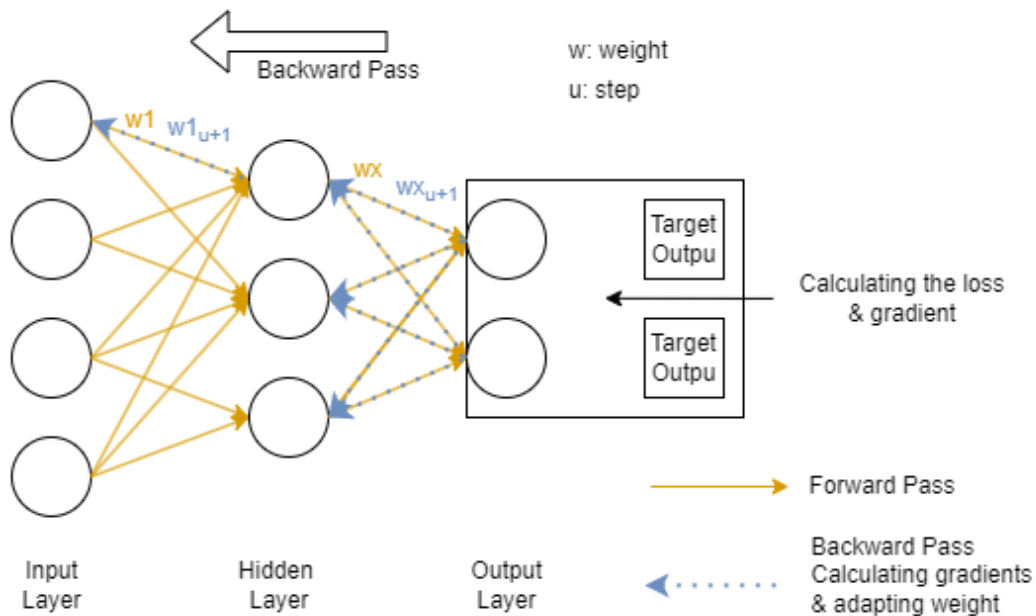 Backward Pass
w: weight
u: step
w1
w1u+1
wx
wxu+1
Target
Outpu
Target
Outpu
Calculating the loss
& gradient
Forward Pass
Backward Pass
Calculating gradients
& adapting weight
Input
Layer
Hidden
Layer
Output
Layer